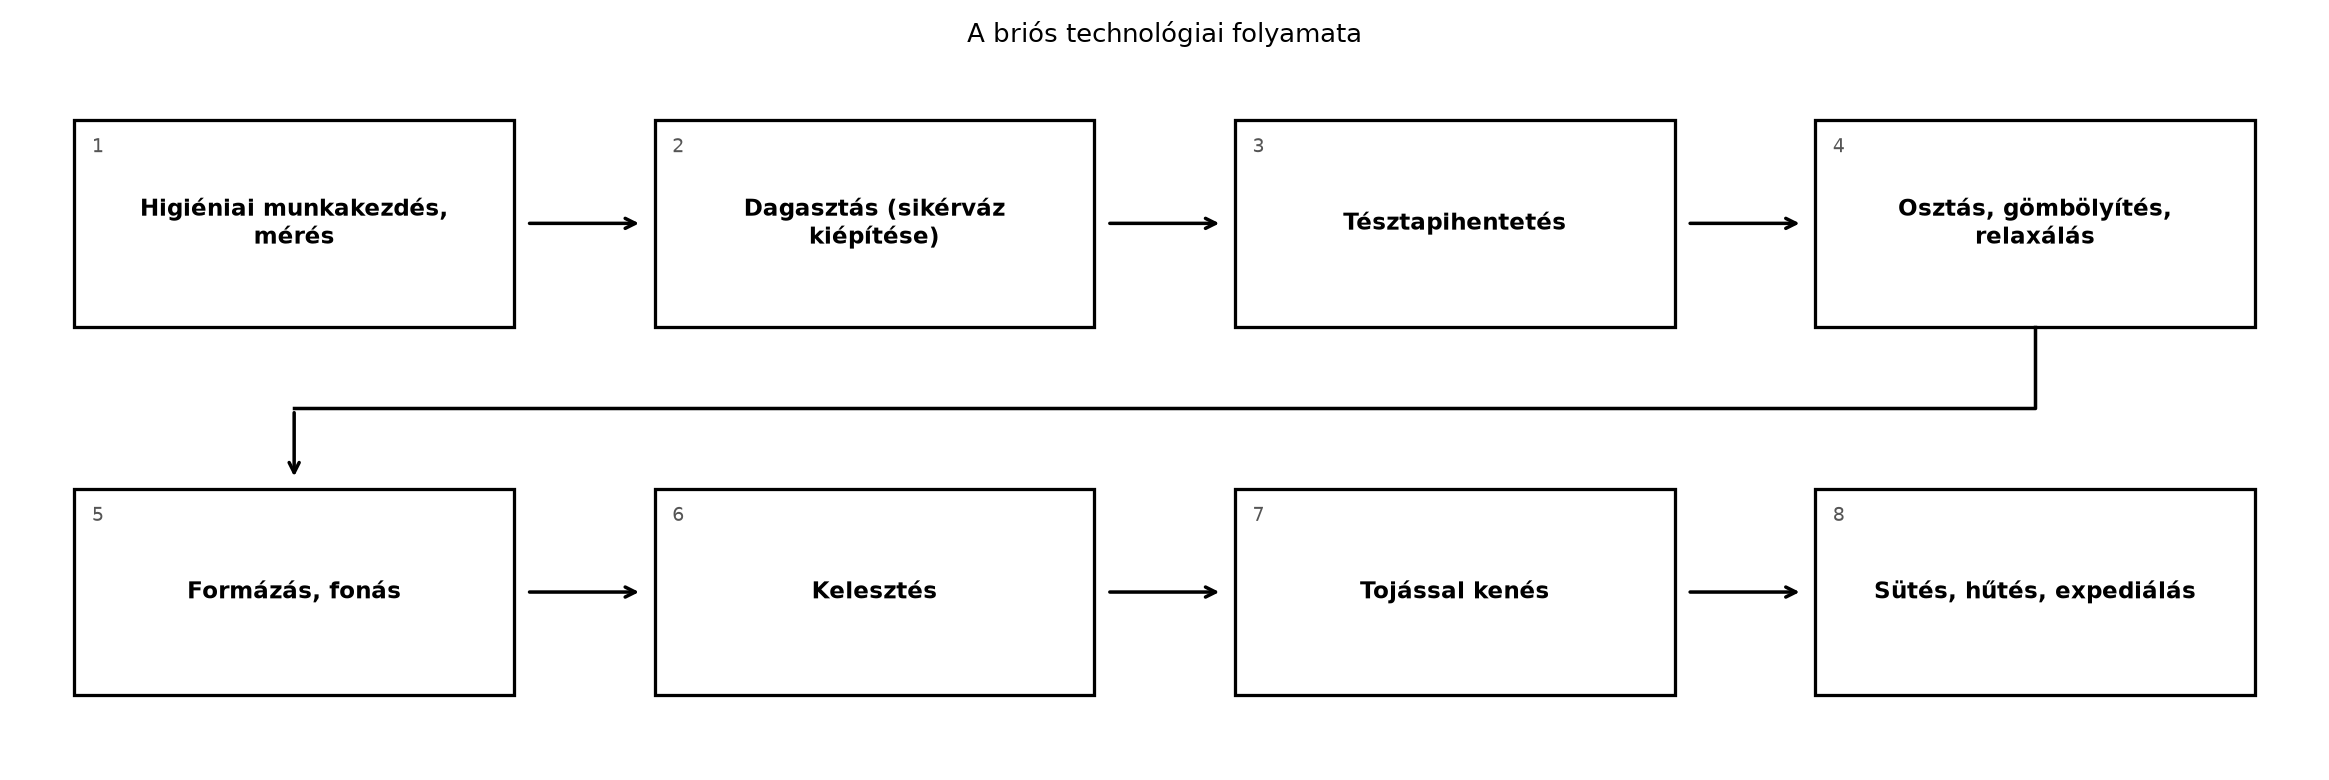 A briós technológiai folyamata
1
Higiéniai munkakezdés,
mérés
2
Dagasztás (sikérváz
kiépítése)
3
Tésztapihentetés
4
Osztás, gömbölyítés,
relaxálás
5
Formázás, fonás
6
Kelesztés
7
Tojással kenés
8
Sütés, hűtés, expediálás